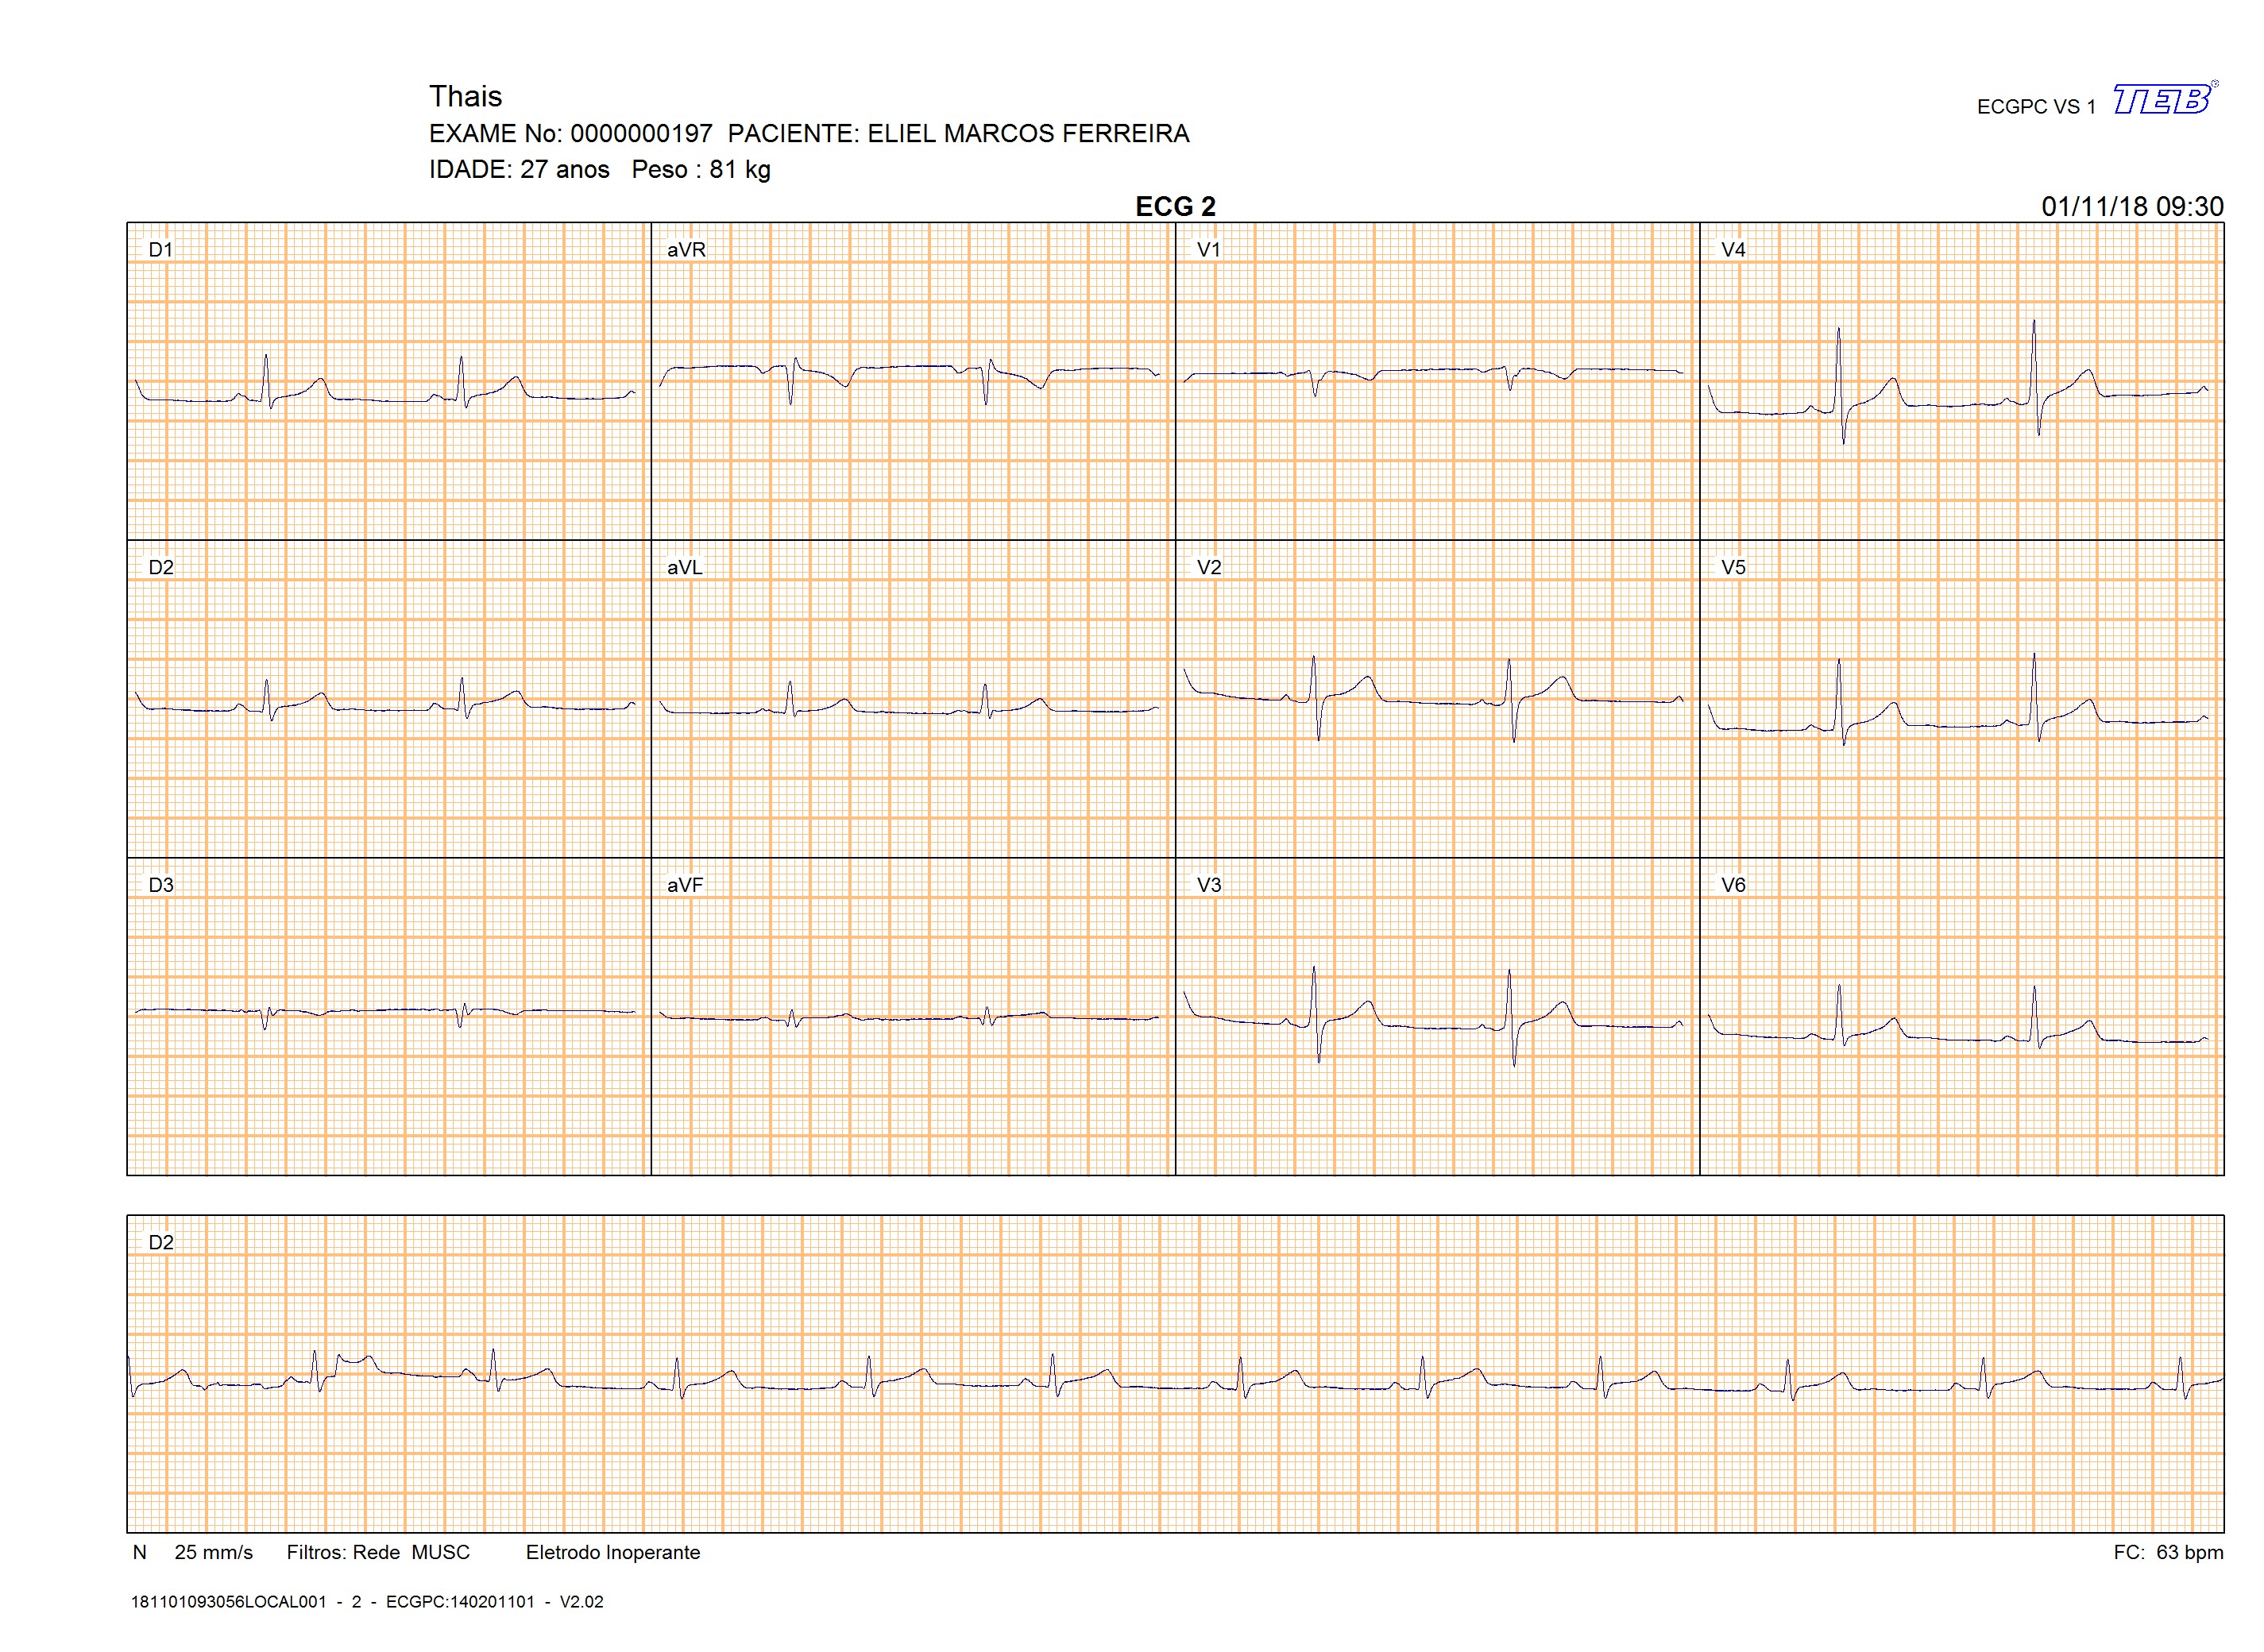 Thais
EXAME No: 0000000197 PACIENTE: ELIEL MARCOS FERREIRA
IDADE: 27 anos Peso : 81 kg
ECGPC VS 1 TEB®
ECG 2
01/11/18 09:30
D1 aVR V1 V4
D2 aVL V2 V5
D3 aVF V3 V6
D2
N 25 mm/s Filtros: Rede MUSC Eletrodo Inoperante FC: 63 bpm
181101093056LOCAL001 - 2 - ECGPC:140201101 - V2.02